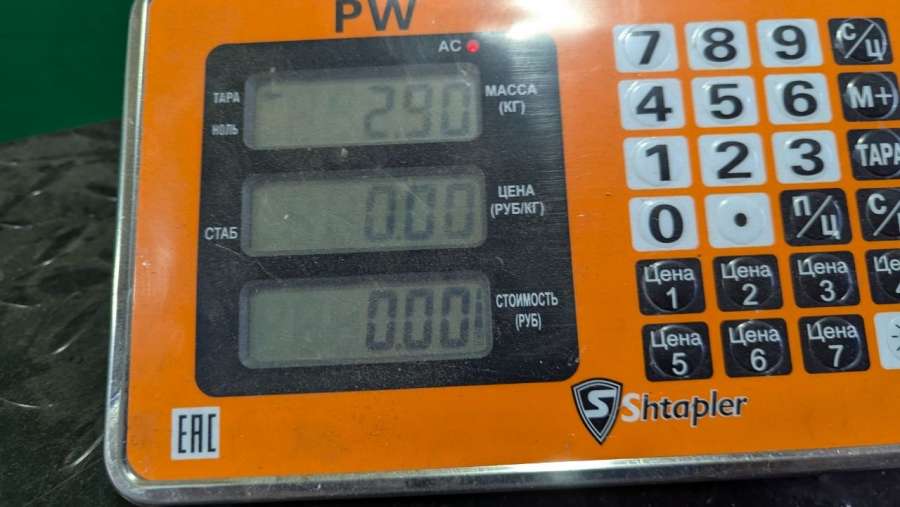 PW
AC
ТАРА
НОЛЬ
2.90
МАССА
(КГ)
СТАБ
0.00
ЦЕНА
(РУБ/КГ)
0.00
СТОИМОСТЬ
(РУБ)
7 8 9 С/Ц
4 5 6 М+
1 2 3 ТАРА
0 • П/Ц С/
Цена 1 Цена 2 Цена 3
Цена 5 Цена 6 Цена 7
EAC
S Shtapler